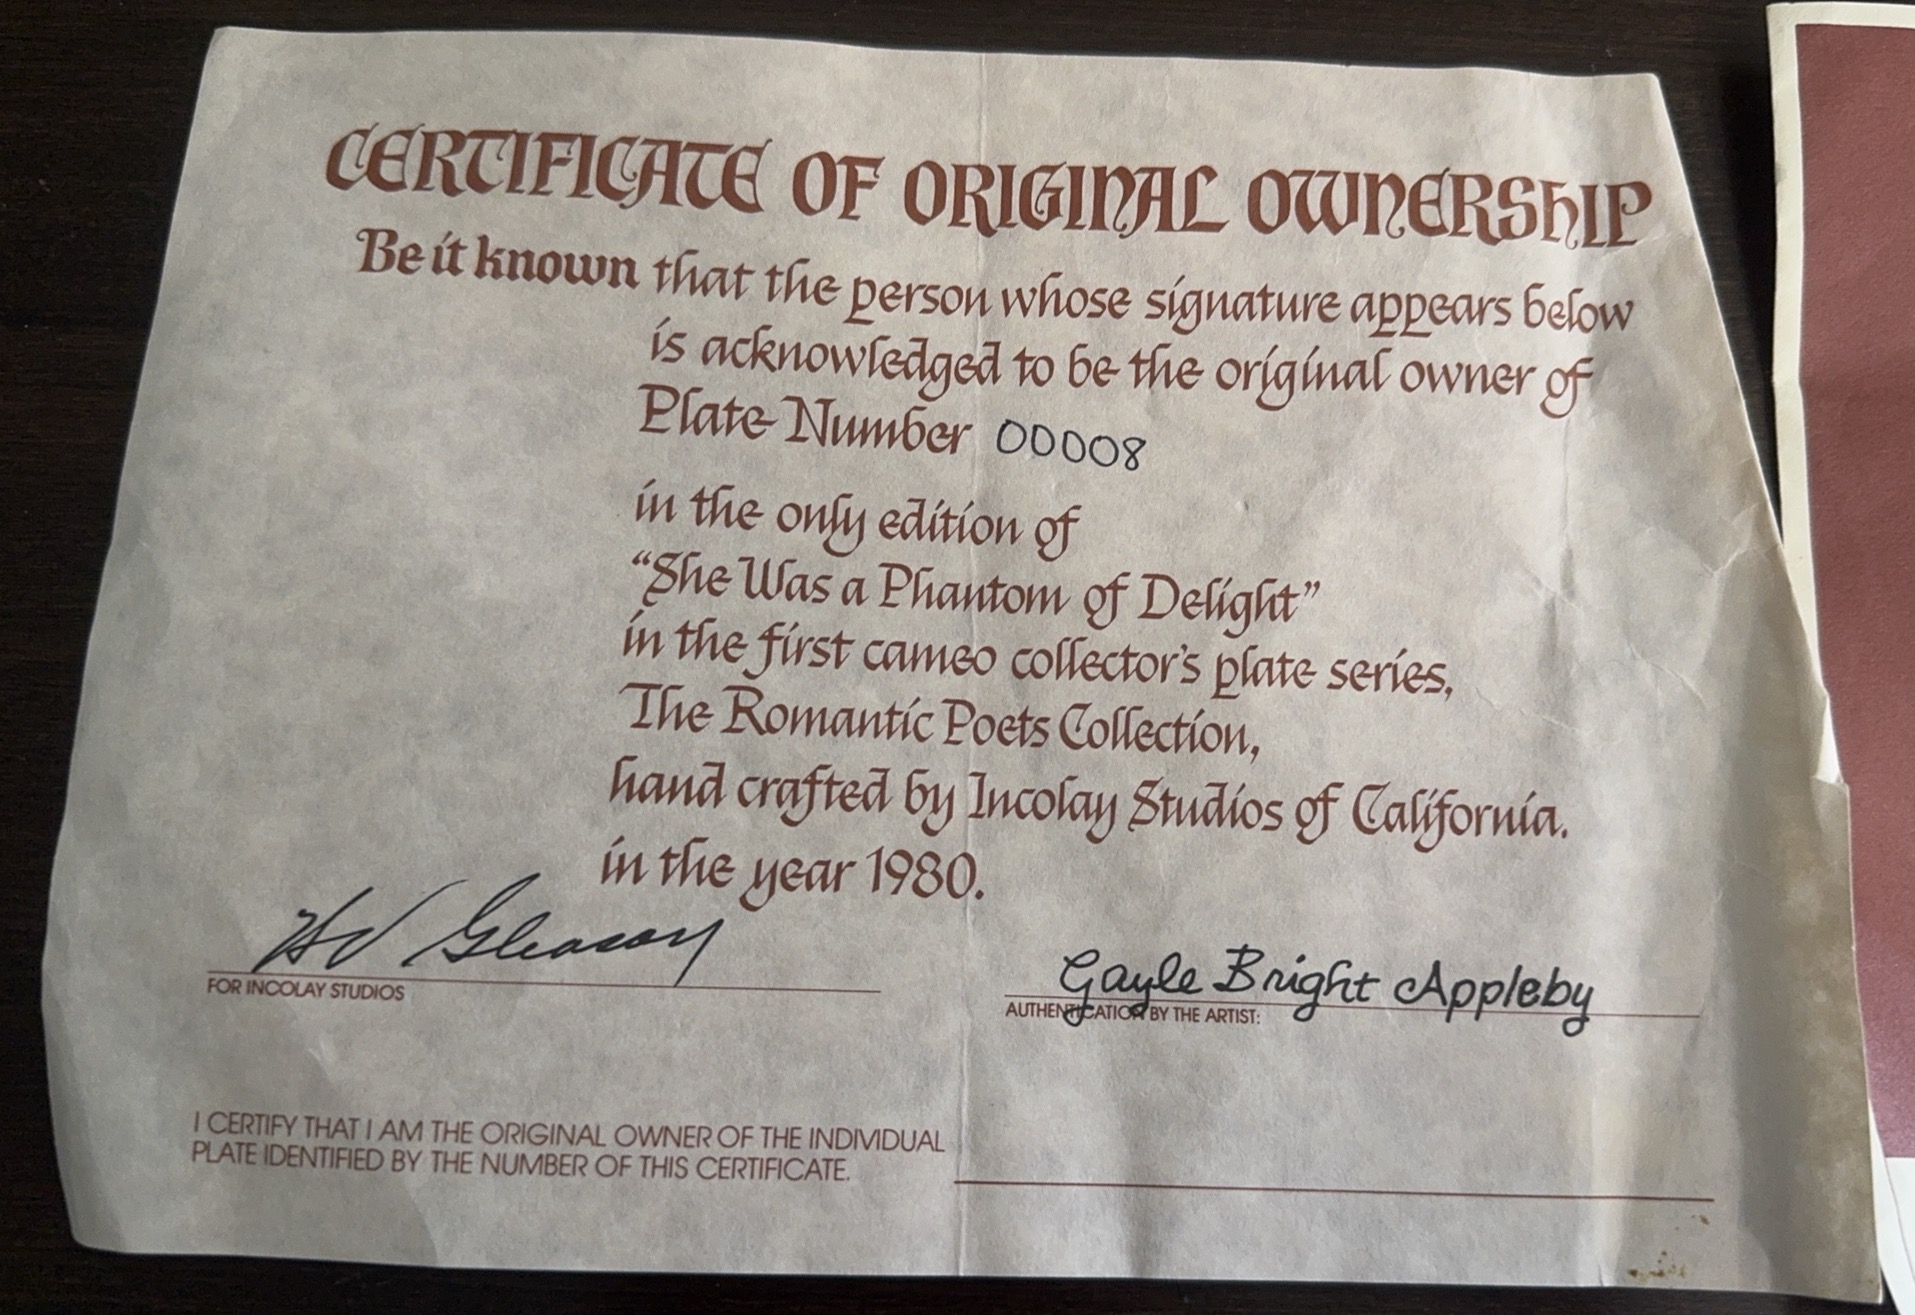 CERTIFICATE OF ORIGINAL OWNERSHIP
Be it known that the person whose signature appears below
is acknowledged to be the original owner of
Plate Number 00008
in the only edition of
“She Was a Phantom of Delight”
in the first cameo collector's plate series,
The Romantic Poets Collection,
hand crafted by Incolay Studios of California.
in the year 1980.
Gleason
FOR INCOLAY STUDIOS
Gayle Bright Appleby
AUTHENTICATION BY THE ARTIST:
I CERTIFY THAT I AM THE ORIGINAL OWNER OF THE INDIVIDUAL
PLATE IDENTIFIED BY THE NUMBER OF THIS CERTIFICATE.